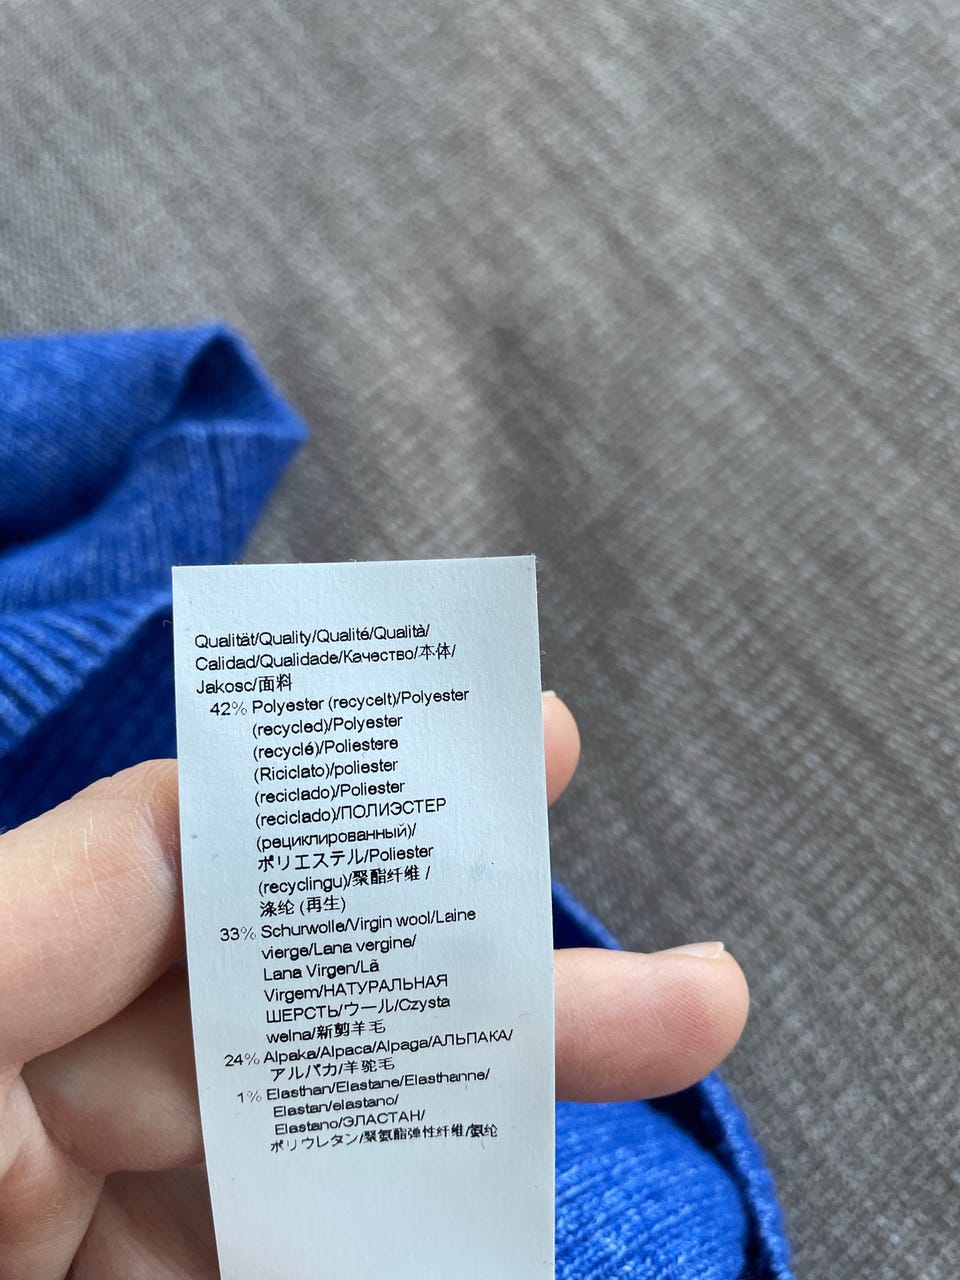 Qualität/Quality/Qualité/Qualità/
Calidad/Qualidade/Качество/本体/
Jakosc/面料
42% Polyester (recycelt)/Polyester
(recycled)/Polyester
(recyclé)/Poliestere
(Riciclato)/poliester
(reciclado)/Poliester
(reciclado)/ПОЛИЭСТЕР
(рециклированный)/
ポリエステル/Poliester
(recyclingu)/聚酯纤维 /
涤纶 (再生)
33% Schurwolle/Virgin wool/Laine
vierge/Lana vergine/
Lana Virgen/Lã
Virgem/НАТУРАЛЬНАЯ
ШЕРСТЬ/ウール/Czysta
welna/新剪羊毛
24% Alpaka/Alpaca/Alpaga/АЛЬПАКА/
アルパカ/羊驼毛
1% Elasthan/Elastane/Elasthanne/
Elastan/elastano/
Elastano/ЭЛАСТАН/
ポリウレタン/聚氨酯弹性纤维/氨纶